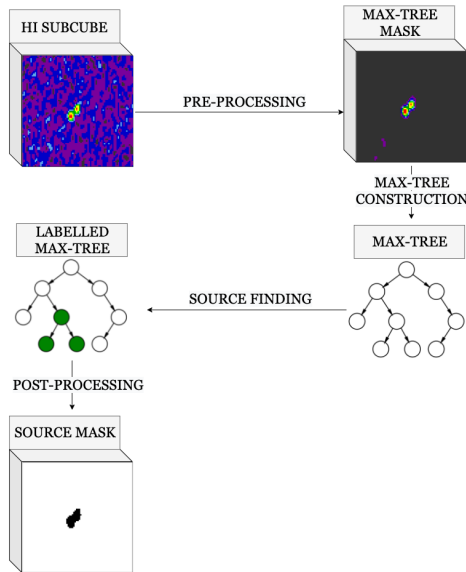 HI SUBCUBE
MAX-TREE
MASK
PRE-PROCESSING
MAX-TREE
CONSTRUCTION
LABELLED
MAX-TREE
MAX-TREE
SOURCE FINDING
POST-PROCESSING
SOURCE MASK